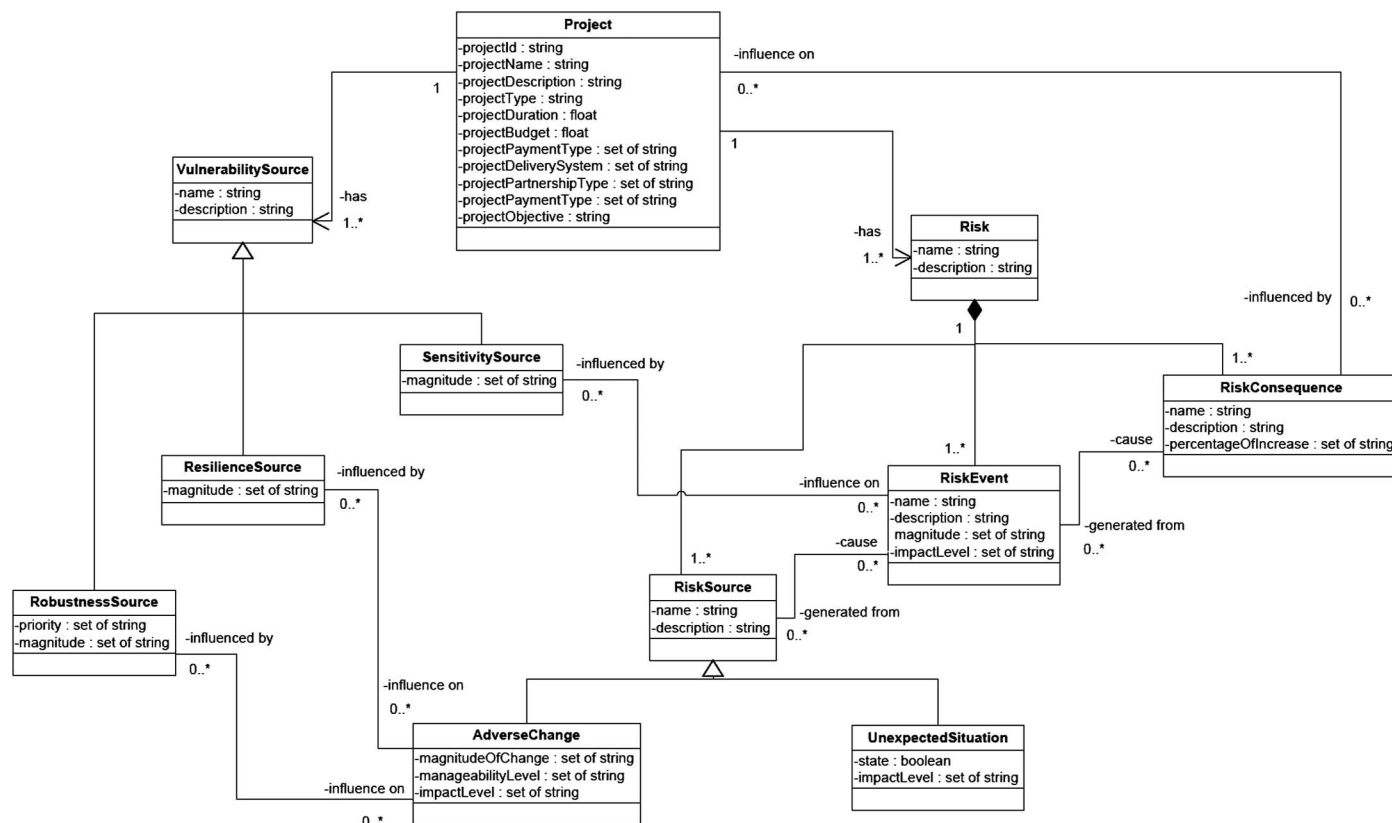 Project
-projectId : string
-projectName : string
-projectDescription : string
-projectType : string
-projectDuration : float
-projectBudget : float
-projectPaymentType : set of string
-projectDeliverySystem : set of string
-projectPartnershipType : set of string
-projectPaymentType : set of string
-projectObjective : string
1
-has
1..*
-influence on
0..*
1
-has
1..*
-influenced by
0..*
VulnerabilitySource
-name : string
-description : string
Risk
-name : string
-description : string
1
1..*
1..*
1..*
SensitivitySource
-magnitude : set of string
-influenced by
0..*
-influence on
0..*
RiskConsequence
-name : string
-description : string
-percentageOfIncrease : set of string
-cause
0..*
-generated from
0..*
ResilienceSource
-magnitude : set of string
-influenced by
0..*
-influence on
0..*
RiskEvent
-name : string
-description : string
magnitude : set of string
-impactLevel : set of string
-cause
0..*
-generated from
0..*
RiskSource
-name : string
-description : string
RobustnessSource
-priority : set of string
-magnitude : set of string
-influenced by
0..*
-influence on
0..*
AdverseChange
-magnitudeOfChange : set of string
-manageabilityLevel : set of string
-impactLevel : set of string
UnexpectedSituation
-state : boolean
-impactLevel : set of string